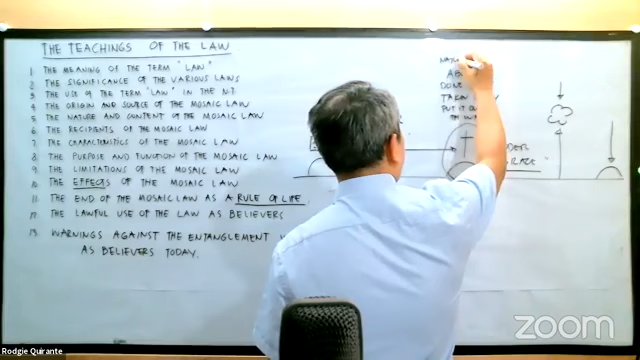 THE TEACHINGS OF THE LAW
1. THE MEANING OF THE TERM "LAW"
2. THE SIGNIFICANCE OF THE VARIOUS LAWS
3. THE USE OF THE TERM "LAW" IN THE N.T.
4. THE ORIGIN AND SOURCE OF THE MOSAIC LAW
5. THE NATURE AND CONTENT OF THE MOSAIC LAW
6. THE RECIPIENTS OF THE MOSAIC LAW
7. THE CHARACTERISTICS OF THE MOSAIC LAW
8. THE PURPOSE AND FUNCTION OF THE MOSAIC LAW
9. THE LIMITATIONS OF THE MOSAIC LAW
10. THE EFFECTS OF THE MOSAIC LAW
11. THE END OF THE MOSAIC LAW AS A RULE OF LIFE
12. THE LAWFUL USE OF THE LAW AS BELIEVERS
13. WARNINGS AGAINST THE ENTANGLEMENT
AS BELIEVERS TODAY.
DONE
PUT IT
zoom
Rodgie Quirante